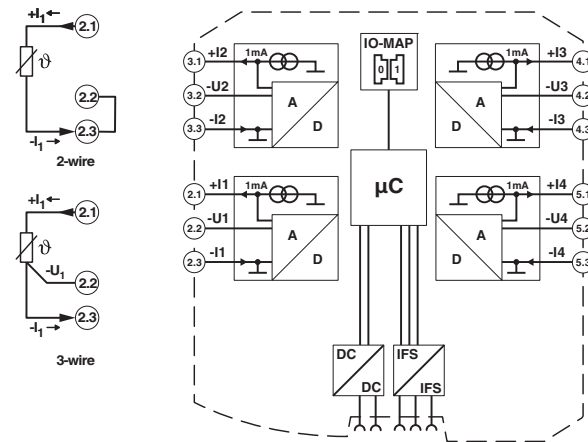 +I1←
2.1
ϑ
2.2
2.3
-I1→
2-wire
+I1←
2.1
ϑ
-U1
2.2
2.3
-I1→
3-wire
IO-MAP
0 1
3.1 +I2 1mA
3.2 -U2 A
3.3 -I2 D
1mA +I3 4.1
A -U3 4.2
D -I3 4.3
µC
2.1 +I1 1mA
2.2 -U1 A
2.3 -I1 D
1mA +I4 5.1
A -U4 5.2
D -I4 5.3
DC
DC
IFS
IFS